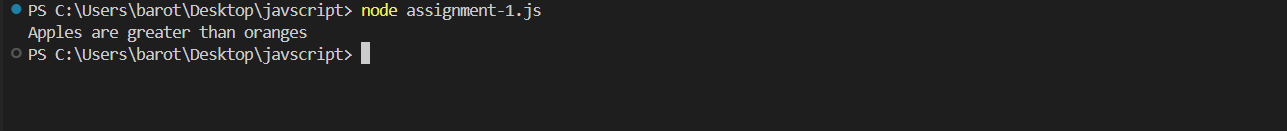 PS C:\Users\barot\Desktop\javscript> node assignment-1.js
Apples are greater than oranges
PS C:\Users\barot\Desktop\javscript>